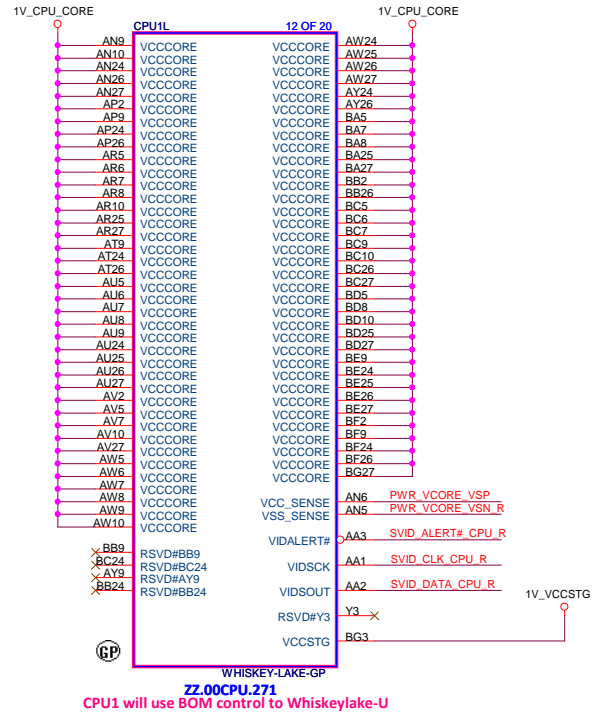 1V_CPU_CORE 1V_CPU_CORE
CPU1L 12 OF 20
AN9 VCCCORE VCCCORE AW24
AN10 VCCCORE VCCCORE AW25
AN24 VCCCORE VCCCORE AW26
AN26 VCCCORE VCCCORE AW27
AN27 VCCCORE VCCCORE AY24
AP2 VCCCORE VCCCORE AY26
AP9 VCCCORE VCCCORE BA5
AP24 VCCCORE VCCCORE BA7
AP26 VCCCORE VCCCORE BA8
AR5 VCCCORE VCCCORE BA25
AR6 VCCCORE VCCCORE BA27
AR7 VCCCORE VCCCORE BB2
AR8 VCCCORE VCCCORE BB26
AR10 VCCCORE VCCCORE BC5
AR25 VCCCORE VCCCORE BC6
AR27 VCCCORE VCCCORE BC7
AT9 VCCCORE VCCCORE BC9
AT24 VCCCORE VCCCORE BC10
AT26 VCCCORE VCCCORE BC26
AU5 VCCCORE VCCCORE BC27
AU6 VCCCORE VCCCORE BD5
AU7 VCCCORE VCCCORE BD8
AU8 VCCCORE VCCCORE BD10
AU9 VCCCORE VCCCORE BD25
AU24 VCCCORE VCCCORE BD27
AU25 VCCCORE VCCCORE BE9
AU26 VCCCORE VCCCORE BE24
AU27 VCCCORE VCCCORE BE25
AV2 VCCCORE VCCCORE BE26
AV5 VCCCORE VCCCORE BE27
AV7 VCCCORE VCCCORE BF2
AV10 VCCCORE VCCCORE BF9
AV27 VCCCORE VCCCORE BF24
AW5 VCCCORE VCCCORE BF26
AW6 VCCCORE VCCCORE BG27
AW7 VCCCORE
AW8 VCCCORE VCC_SENSE AN6 PWR_VCORE_VSP
AW9 VCCCORE VSS_SENSE AN5 PWR_VCORE_VSN_R
AW10 VCCCORE
VIDALERT# AA3 SVID_ALERT#_CPU_R
BB9 RSVD#BB9
BC24 RSVD#BC24 VIDSCK AA1 SVID_CLK_CPU_R
AY9 RSVD#AY9
BB24 RSVD#BB24 VIDSOUT AA2 SVID_DATA_CPU_R
1V_VCCSTG
RSVD#Y3 Y3
VCCSTG BG3
GP
WHISKEY-LAKE-GP
ZZ.00CPU.271
CPU1 will use BOM control to Whiskeylake-U